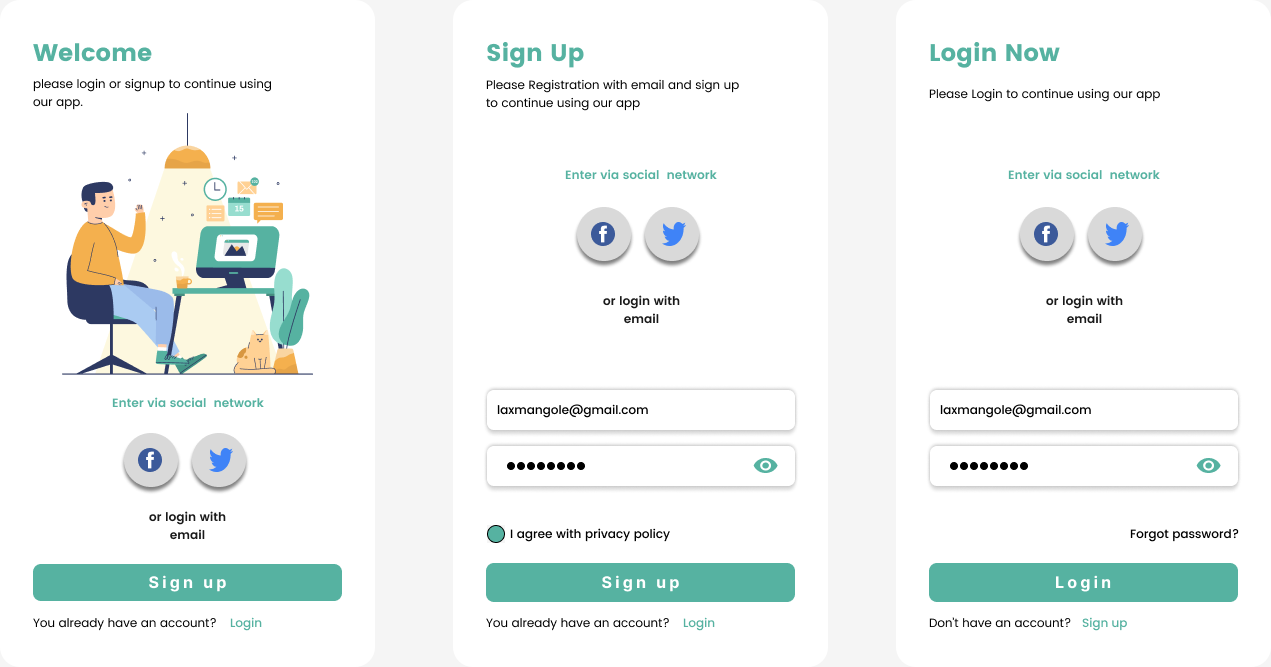 Welcome
please login or signup to continue using
our app.
15
Enter via social  network
or login with
email
Sign up
You already have an account? Login
Sign Up
Please Registration with email and sign up
to continue using our app
Enter via social  network
or login with
email
laxmangole@gmail.com
●●●●●●●●
I agree with privacy policy
Sign up
You already have an account? Login
Login Now
Please Login to continue using our app
Enter via social  network
or login with
email
laxmangole@gmail.com
●●●●●●●●
Forgot password?
Login
Don't have an account? Sign up